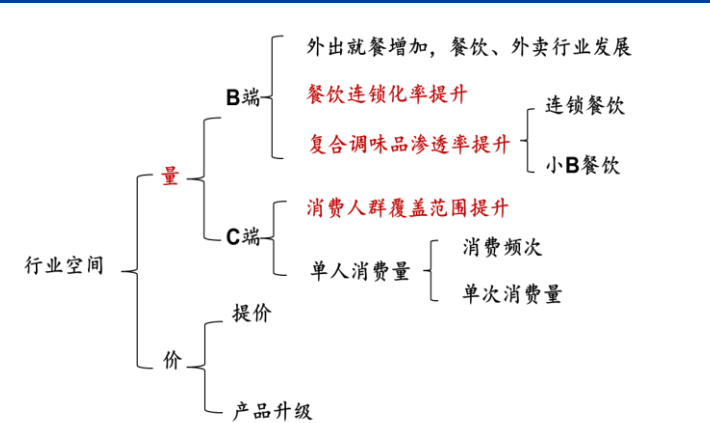 外出就餐增加，餐饮、外卖行业发展
B端
餐饮连锁化率提升
连锁餐饮
复合调味品渗透率提升
小B餐饮
量
消费人群覆盖范围提升
C端
消费频次
行业空间
单人消费量
单次消费量
提价
价
产品升级